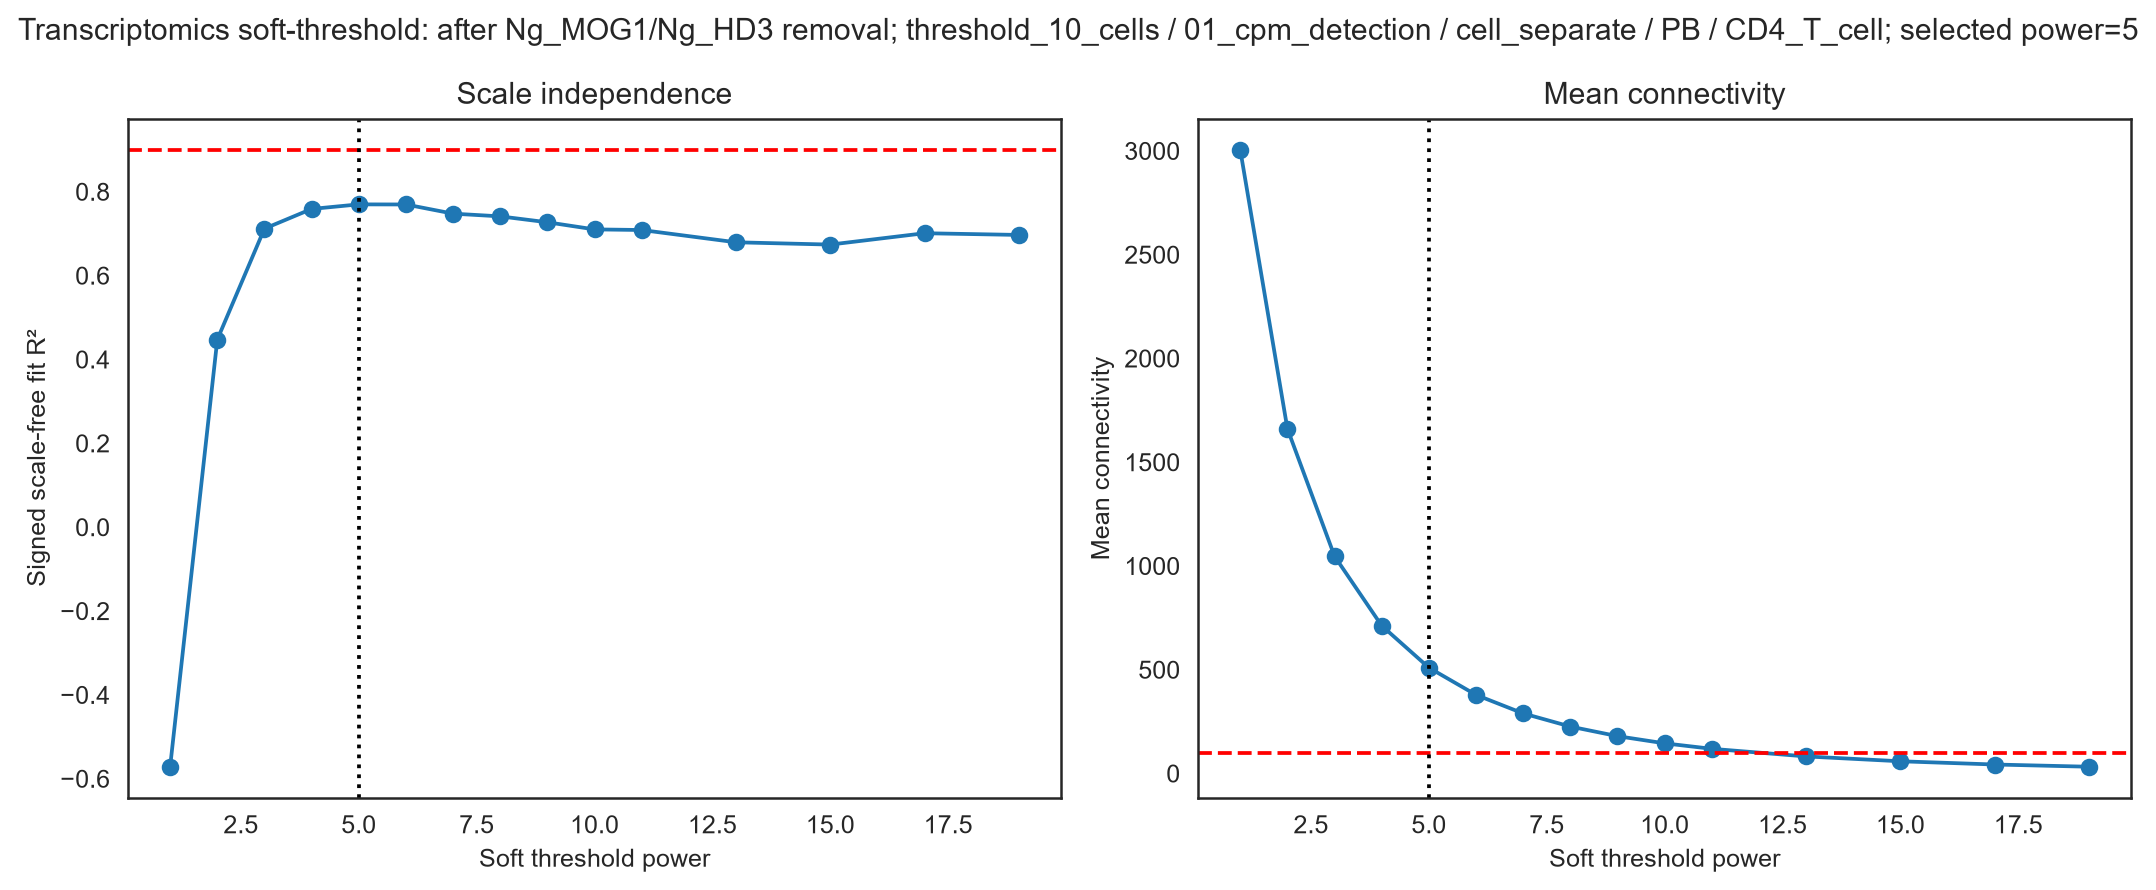 Transcriptomics soft-threshold: after Ng_MOG1/Ng_HD3 removal; threshold_10_cells / 01_cpm_detection / cell_separate / PB / CD4_T_cell; selected power=5
Scale independence
Signed scale-free fit R²
0.8
0.6
0.4
0.2
0.0
−0.2
−0.4
−0.6
2.5 5.0 7.5 10.0 12.5 15.0 17.5
Soft threshold power
Mean connectivity
Mean connectivity
3000
2500
2000
1500
1000
500
0
2.5 5.0 7.5 10.0 12.5 15.0 17.5
Soft threshold power